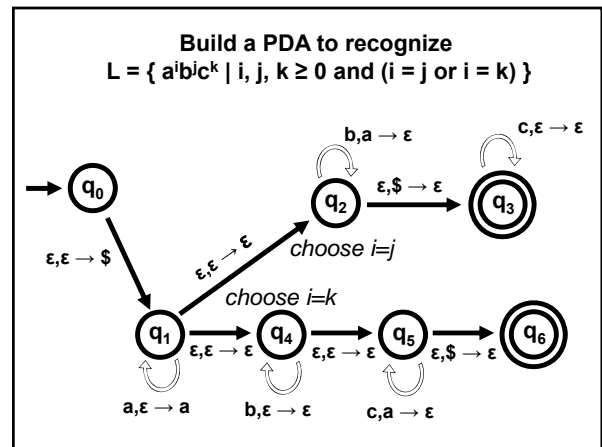 Build a PDA to recognize
L = { aⁱbʲcᵏ | i, j, k ≥ 0 and (i = j or i = k) }
b,a → ε
c,ε → ε
q₀
q₂
ε,$ → ε
q₃
ε,ε → $
ε,ε → ε
choose i=j
choose i=k
q₁
ε,ε → ε
q₄
ε,ε → ε
q₅
ε,$ → ε
q₆
a,ε → a
b,ε → ε
c,a → ε